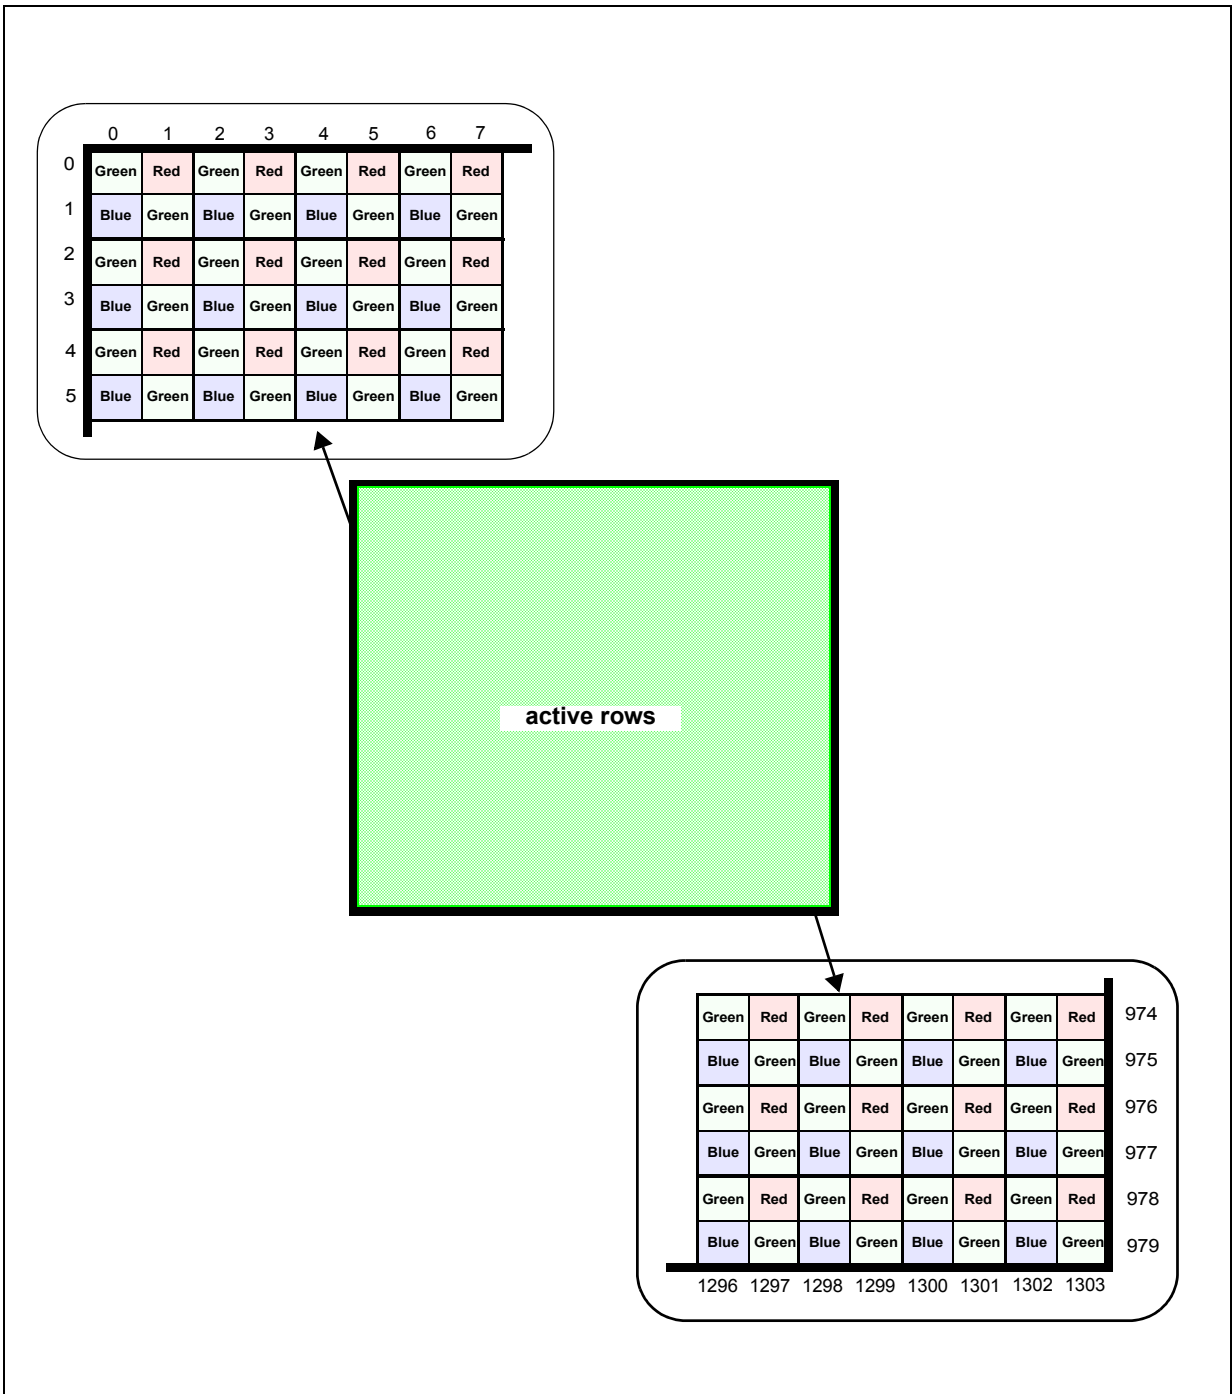 0 1 2 3 4 5 6 7
0 Green Red Green Red Green Red Green Red
1 Blue Green Blue Green Blue Green Blue Green
2 Green Red Green Red Green Red Green Red
3 Blue Green Blue Green Blue Green Blue Green
4 Green Red Green Red Green Red Green Red
5 Blue Green Blue Green Blue Green Blue Green
active rows
Green Red Green Red Green Red Green Red 974
Blue Green Blue Green Blue Green Blue Green 975
Green Red Green Red Green Red Green Red 976
Blue Green Blue Green Blue Green Blue Green 977
Green Red Green Red Green Red Green Red 978
Blue Green Blue Green Blue Green Blue Green 979
1296 1297 1298 1299 1300 1301 1302 1303